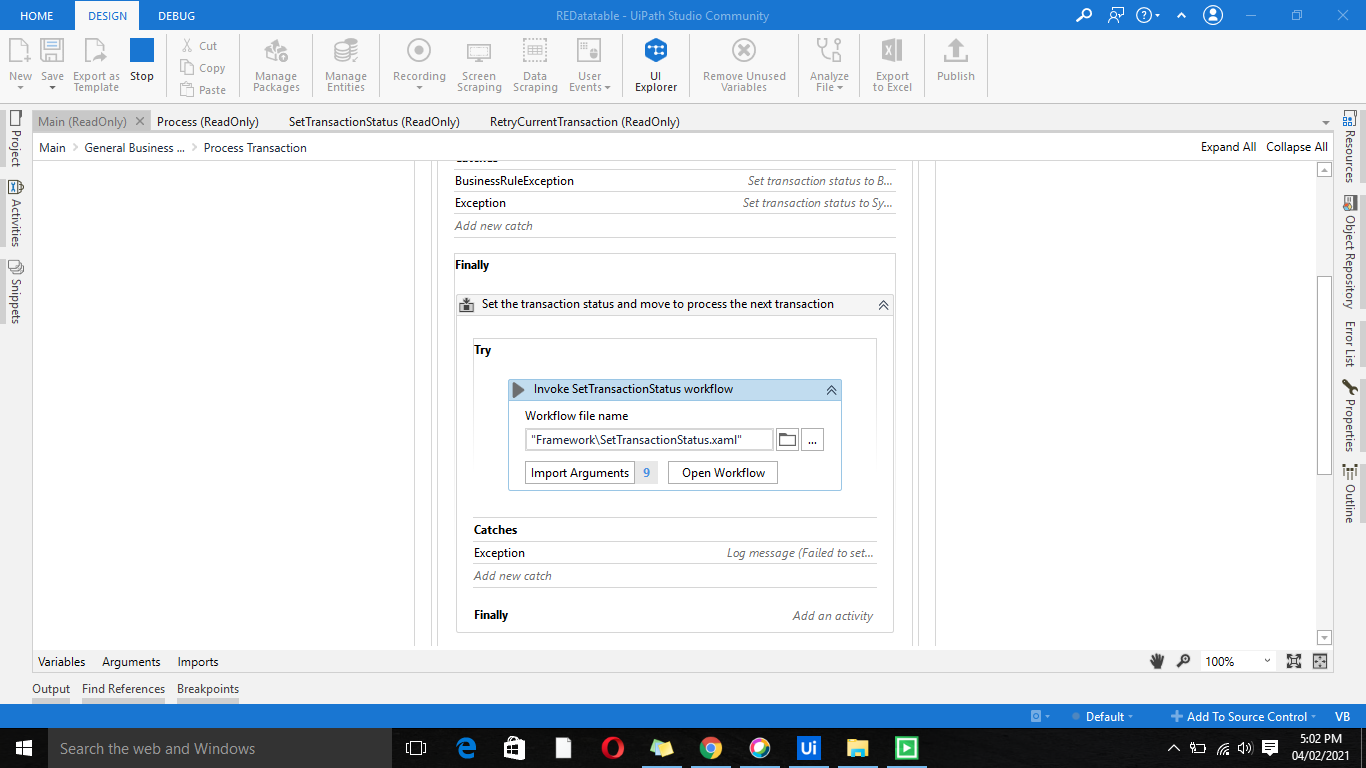 HOME DESIGN DEBUG REDatatable - UiPath Studio Community
New Save Export as Template Stop Cut Copy Paste Manage Packages Manage Entities Recording Screen Scraping Data Scraping User Events UI Explorer Remove Unused Variables Analyze File Export to Excel Publish
Main (ReadOnly) Process (ReadOnly) SetTransactionStatus (ReadOnly) RetryCurrentTransaction (ReadOnly)
Main General Business ... Process Transaction Expand All Collapse All
Project
Activities
Snippets
BusinessRuleException Set transaction status to B...
Exception Set transaction status to Sy...
Add new catch
Finally
Set the transaction status and move to process the next transaction
Try
Invoke SetTransactionStatus workflow
Workflow file name
"Framework\SetTransactionStatus.xaml" ...
Import Arguments 9 Open Workflow
Catches
Exception Log message (Failed to set...
Add new catch
Finally Add an activity
Resources
Object Repository
Error List
Properties
Outline
Variables Arguments Imports 100%
Output Find References Breakpoints
Default Add To Source Control VB
Search the web and Windows Ui 5:02 PM
04/02/2021